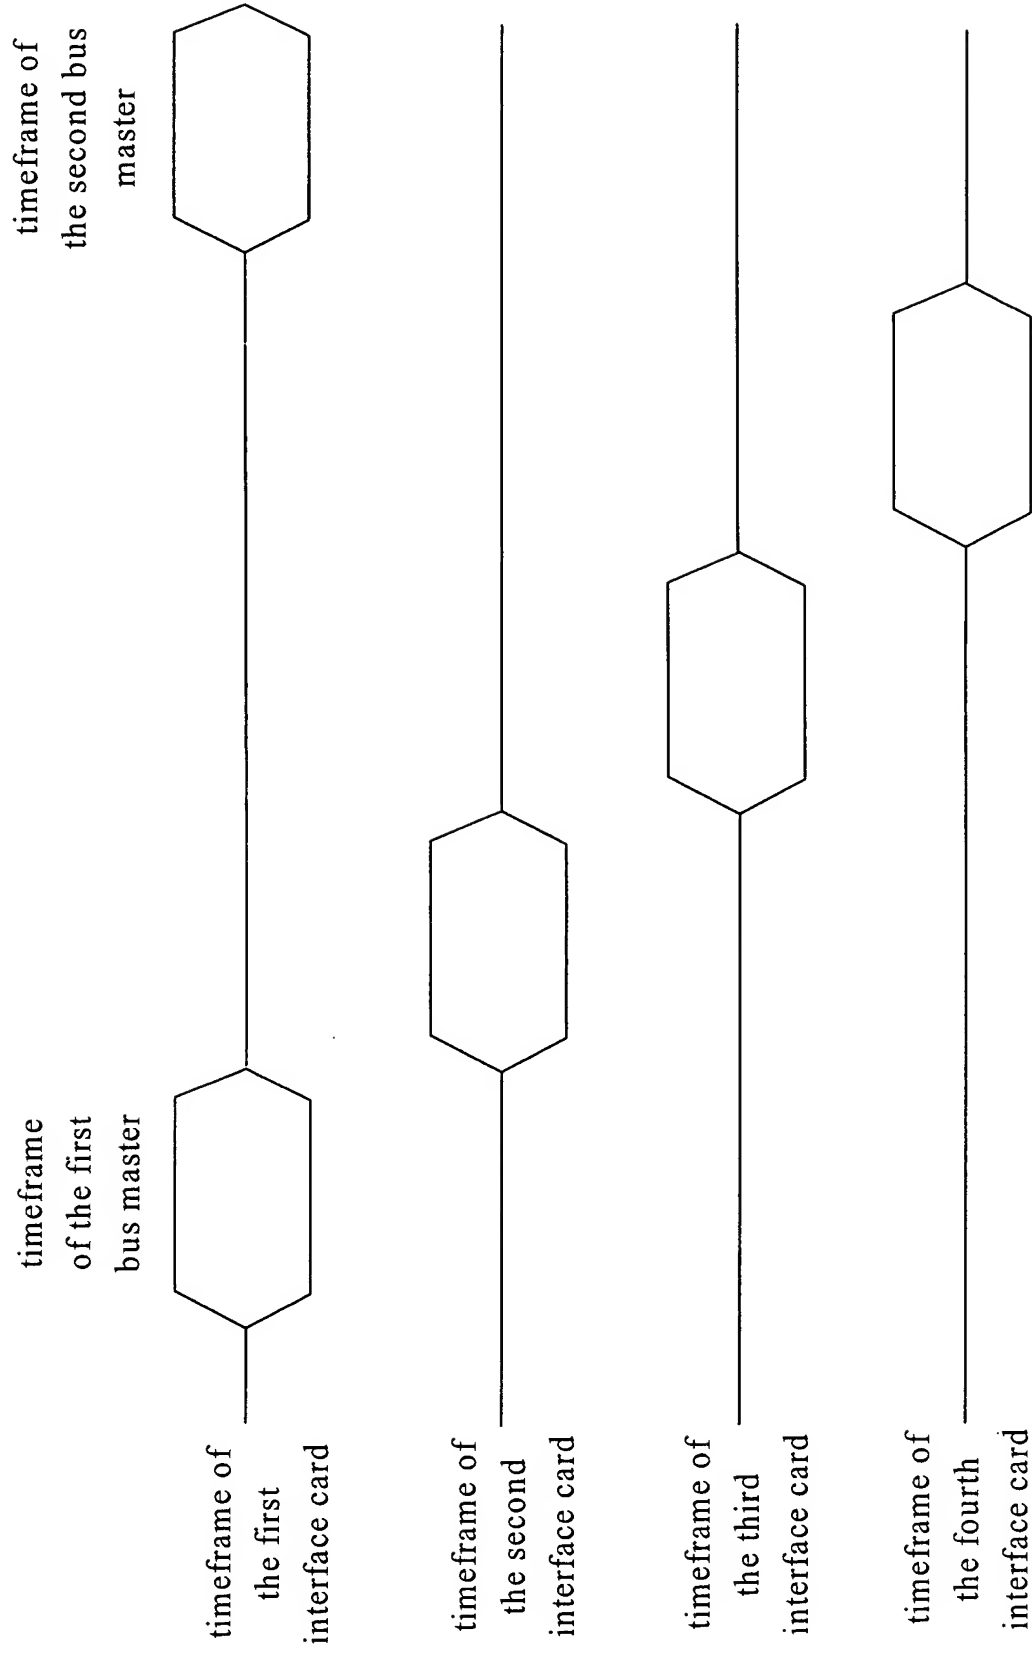 timeframe
of the first
bus master
timeframe of
the second bus
master
timeframe of
the first
interface card
timeframe of
the second
interface card
timeframe of
the third
interface card
timeframe of
the fourth
interface card